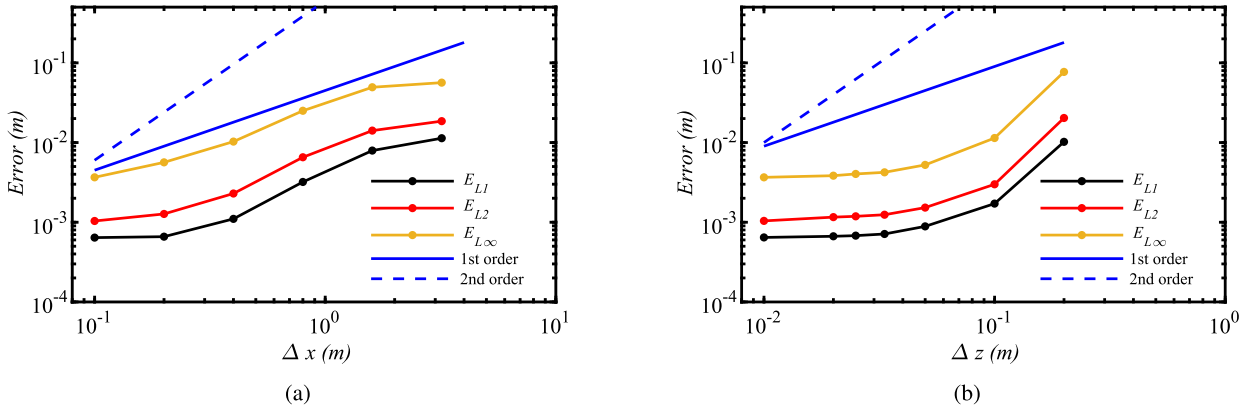 Error (m)
10^-1
10^-2
10^-3
10^-4
E_L1
E_L2
E_L∞
1st order
2nd order
10^-1
10^0
10^1
Δ x (m)
(a)
Error (m)
10^-1
10^-2
10^-3
10^-4
E_L1
E_L2
E_L∞
1st order
2nd order
10^-2
10^-1
10^0
Δ z (m)
(b)